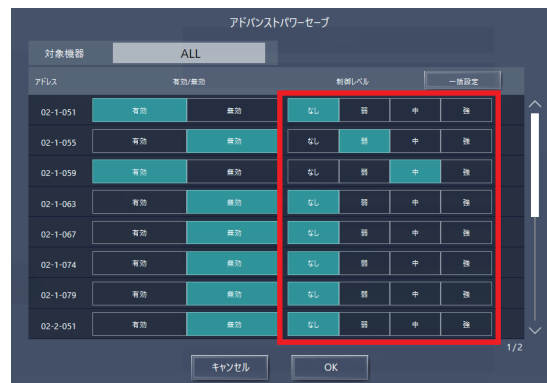 アドバンストパワーセーブ
対象機器 ALL
アドレス 有効/無効 制御レベル 一括設定
02-1-051 有効 無効 なし 弱 中 強
02-1-055 有効 無効 なし 弱 中 強
02-1-059 有効 無効 なし 弱 中 強
02-1-063 有効 無効 なし 弱 中 強
02-1-067 有効 無効 なし 弱 中 強
02-1-074 有効 無効 なし 弱 中 強
02-1-079 有効 無効 なし 弱 中 強
02-2-051 有効 無効 なし 弱 中 強
1/2
キャンセル OK